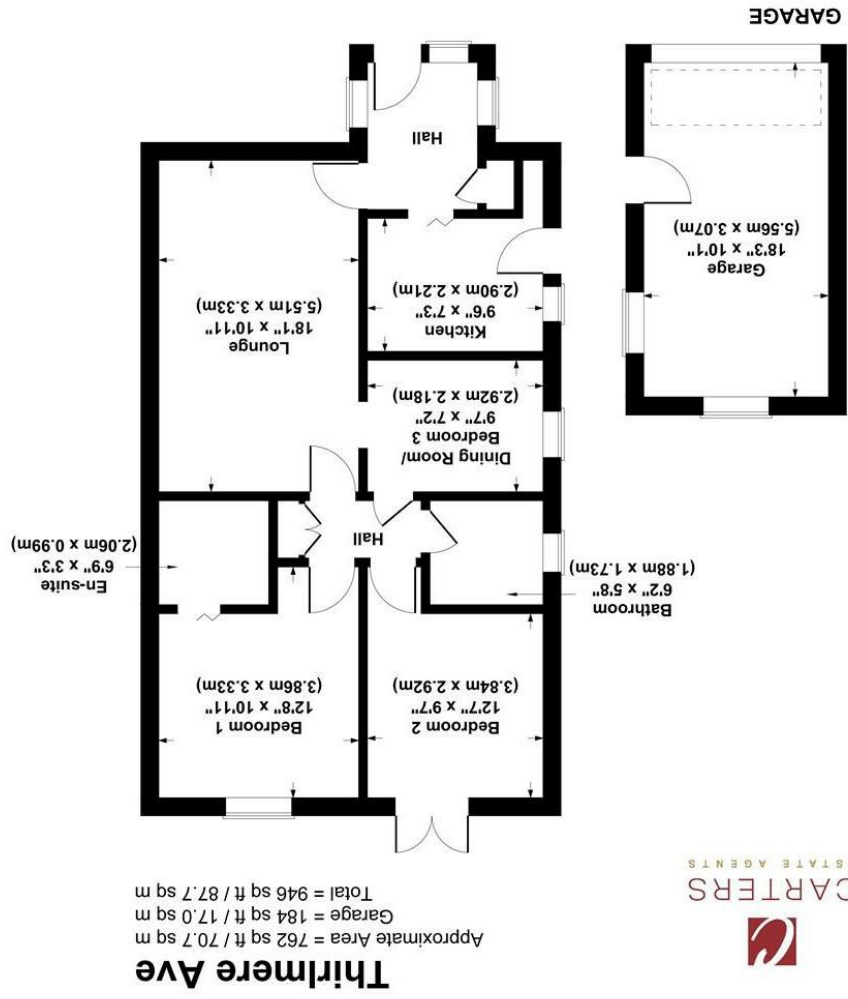 CARTERS
ESTATE AGENTS
Thirlmere Ave
Approximate Area = 762 sq ft / 70.7 sq m
Garage = 184 sq ft / 17.0 sq m
Total = 946 sq ft / 87.7 sq m
Bedroom 2
12'7" x 9'7"
(3.84m x 2.92m)
Bedroom 1
12'8" x 10'11"
(3.86m x 3.33m)
Bathroom
6'2" x 5'8"
(1.88m x 1.73m)
En-suite
6'9" x 3'3"
(2.06m x 0.99m)
Hall
Dining Room/
Bedroom 3
9'7" x 7'2"
(2.92m x 2.18m)
Lounge
18'1" x 10'11"
(5.51m x 3.33m)
Kitchen
9'6" x 7'3"
(2.90m x 2.21m)
Hall
Garage
18'3" x 10'1"
(5.56m x 3.07m)
GARAGE